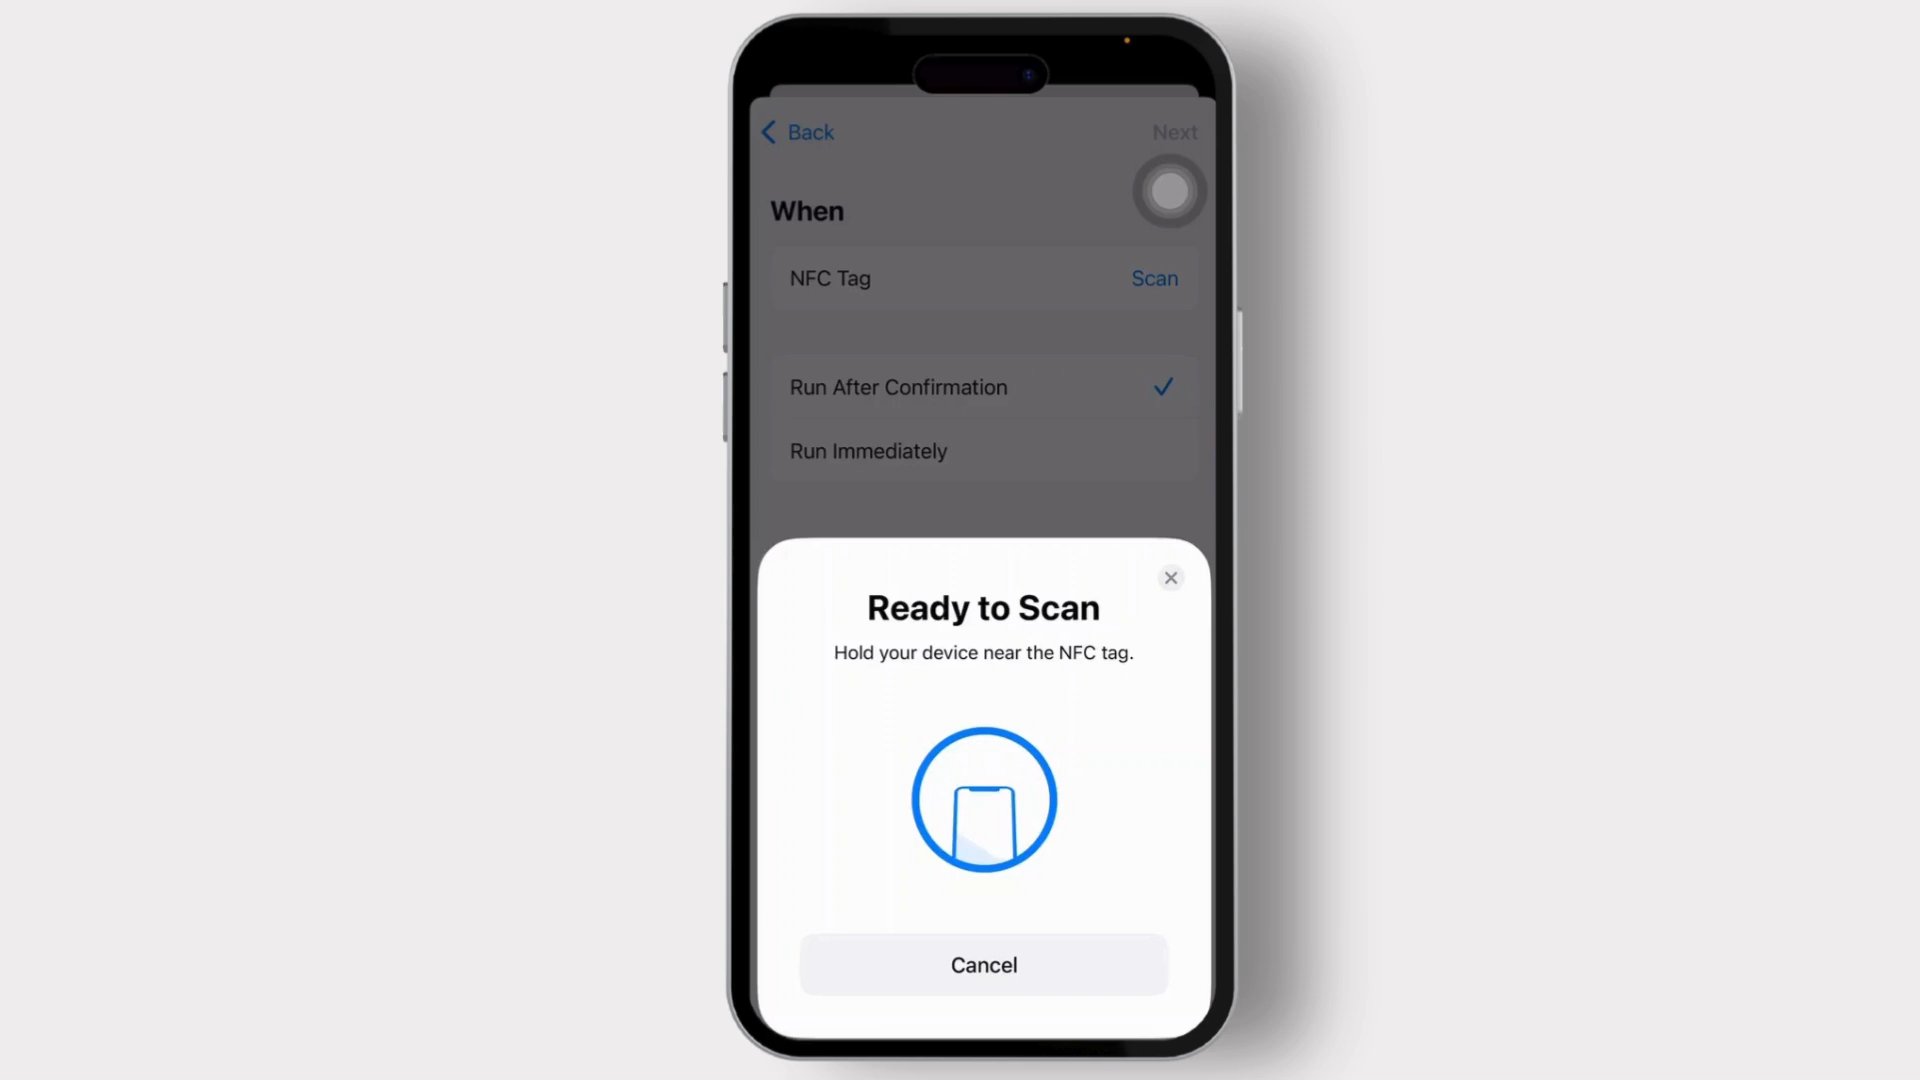 Back
Next
When
NFC Tag
Scan
Run After Confirmation
Run Immediately
Ready to Scan
Hold your device near the NFC tag.
Cancel